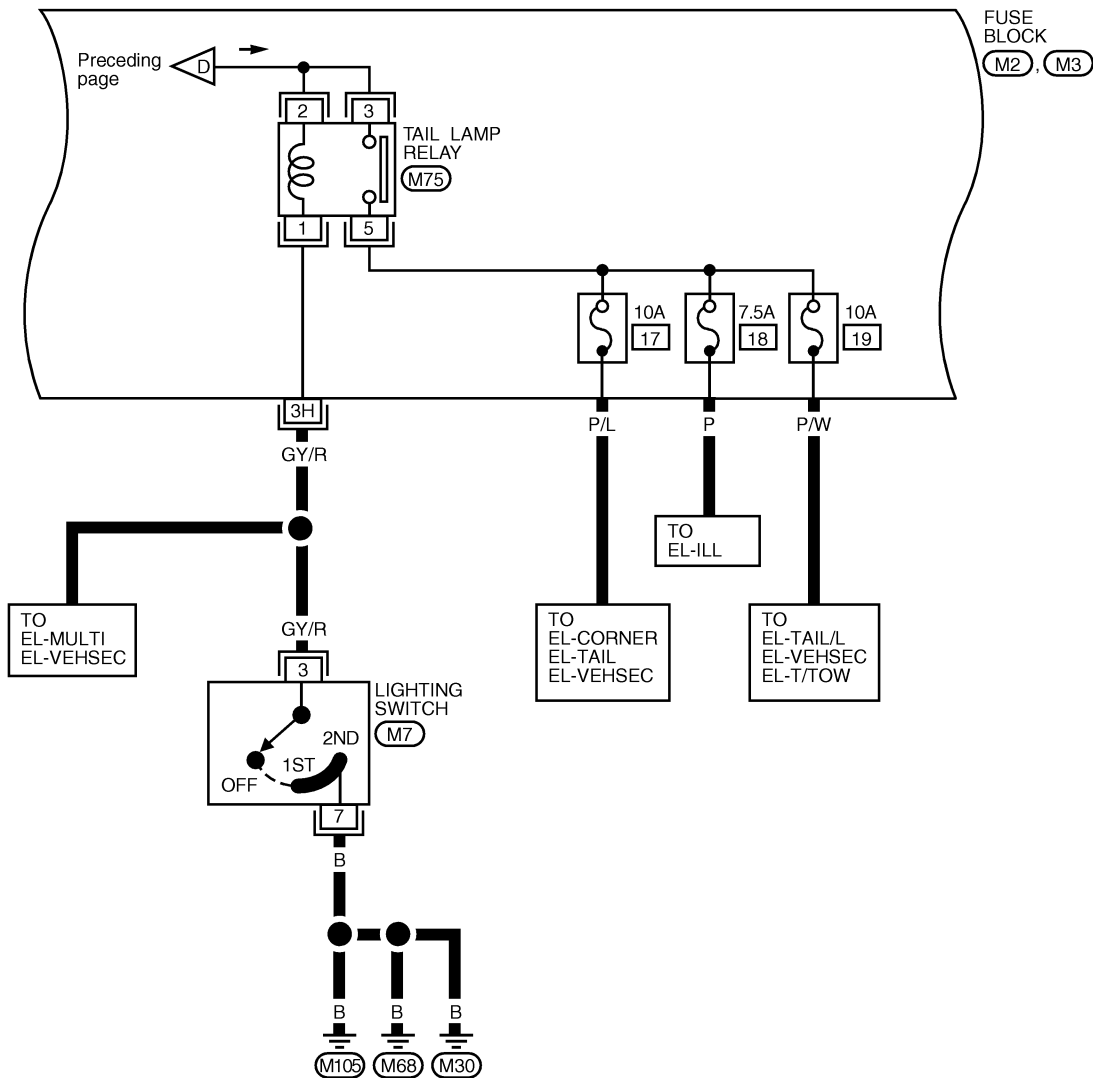 FUSE
BLOCK
M2 , M3
Preceding
page
D
2
3
TAIL LAMP
RELAY
M75
1
5
10A
17
7.5A
18
10A
19
3H
GY/R
P/L
P
P/W
TO
EL-ILL
TO
EL-MULTI
EL-VEHSEC
TO
EL-CORNER
EL-TAIL
EL-VEHSEC
TO
EL-TAIL/L
EL-VEHSEC
EL-T/TOW
GY/R
3
LIGHTING
SWITCH
M7
2ND
1ST
OFF
7
B
B
B
B
M105
M68
M30